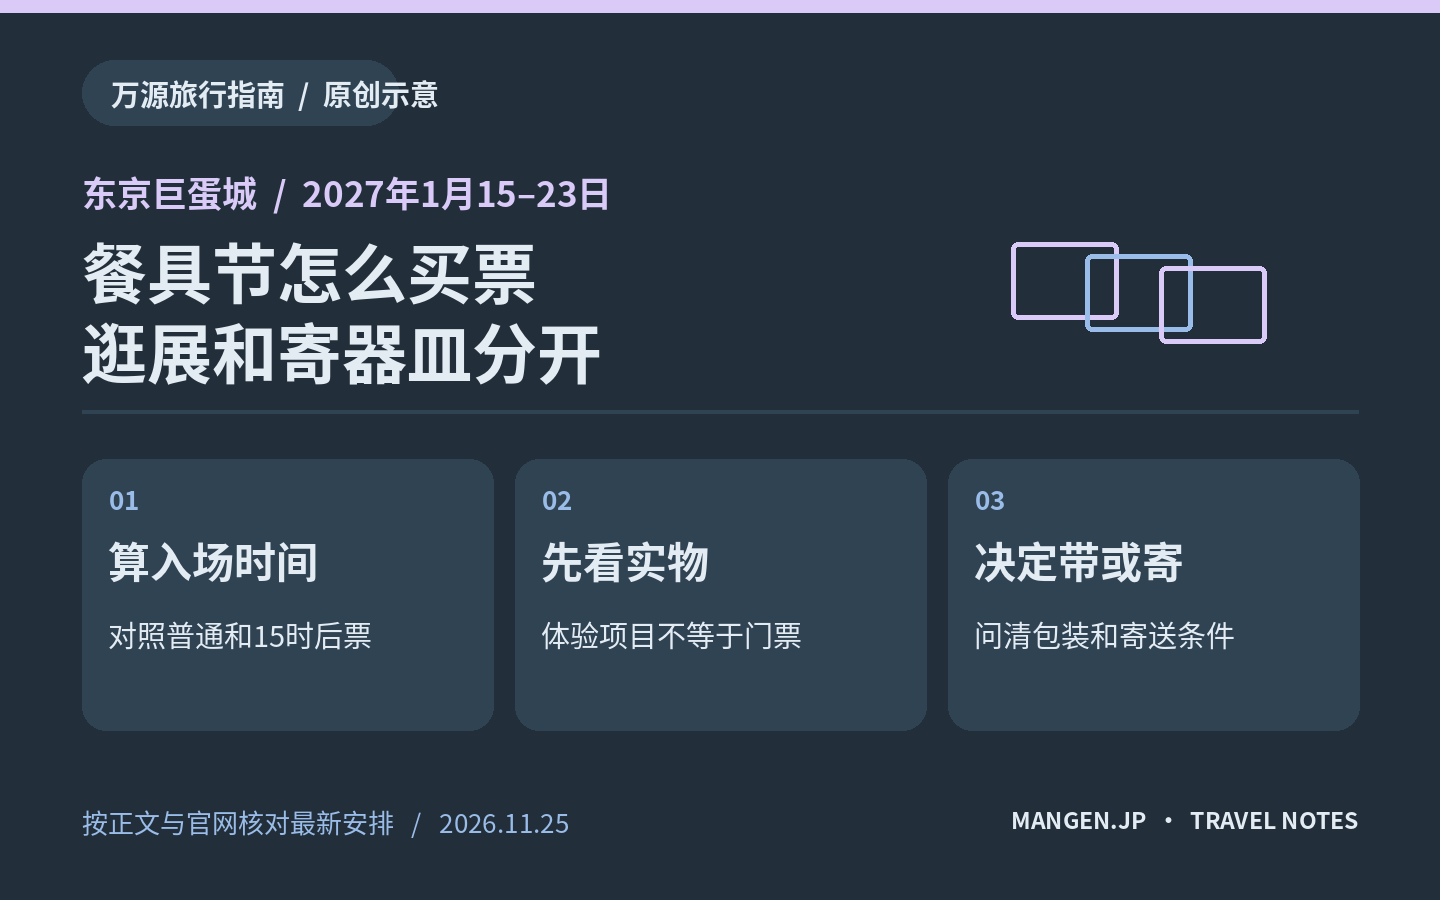 万源旅行指南 / 原创示意
东京巨蛋城 / 2027年1月15–23日
餐具节怎么买票
逛展和寄器皿分开
01
算入场时间
对照普通和15时后票
02
先看实物
体验项目不等于门票
03
决定带或寄
问清包装和寄送条件
按正文与官网核对最新安排 / 2026.11.25
MANGEN.JP • TRAVEL NOTES